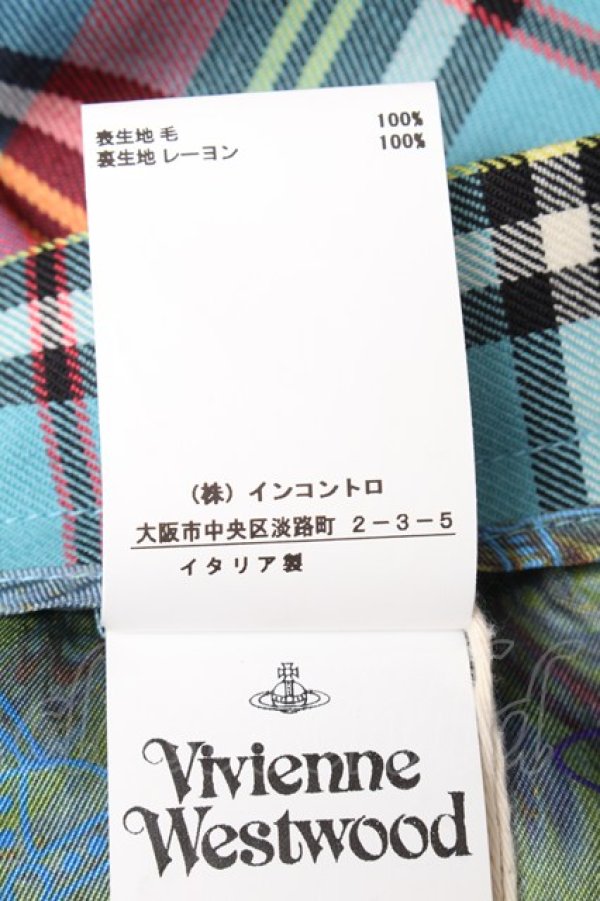 表生地 毛 100%
裏生地 レーヨン 100%
(株) インコントロ
大阪市中央区淡路町 2-3-5
イタリア製
Vivienne
Westwood